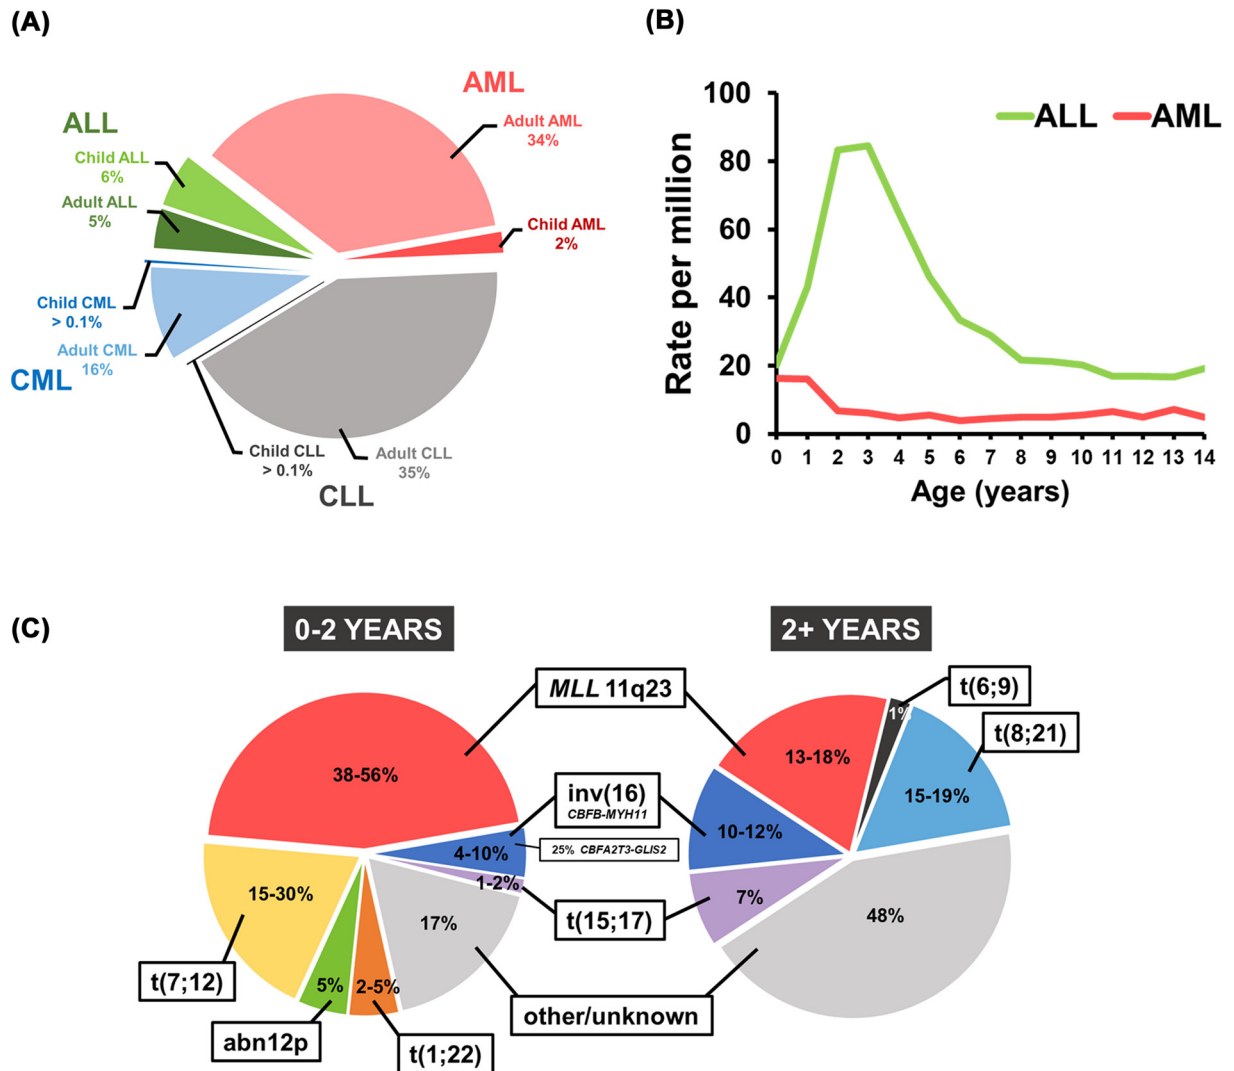 (A)
AML
Adult AML
34%
ALL
Child ALL
6%
Adult ALL
5%
Child AML
2%
Child CML
> 0.1%
Adult CML
16%
CML
Child CLL
> 0.1%
Adult CLL
35%
CLL
(B)
ALL AML
Rate per million
100
80
60
40
20
0
0 1 2 3 4 5 6 7 8 9 10 11 12 13 14
Age (years)
(C)
0-2 YEARS
2+ YEARS
MLL 11q23
t(6;9)
1%
t(8;21)
38-56%
13-18%
inv(16)
CBFB-MYH11
15-19%
10-12%
4-10%
25% CBFA2T3-GLIS2
1-2%
15-30%
17%
t(15;17)
7%
48%
t(7;12)
5%
2-5%
other/unknown
abn12p
t(1;22)